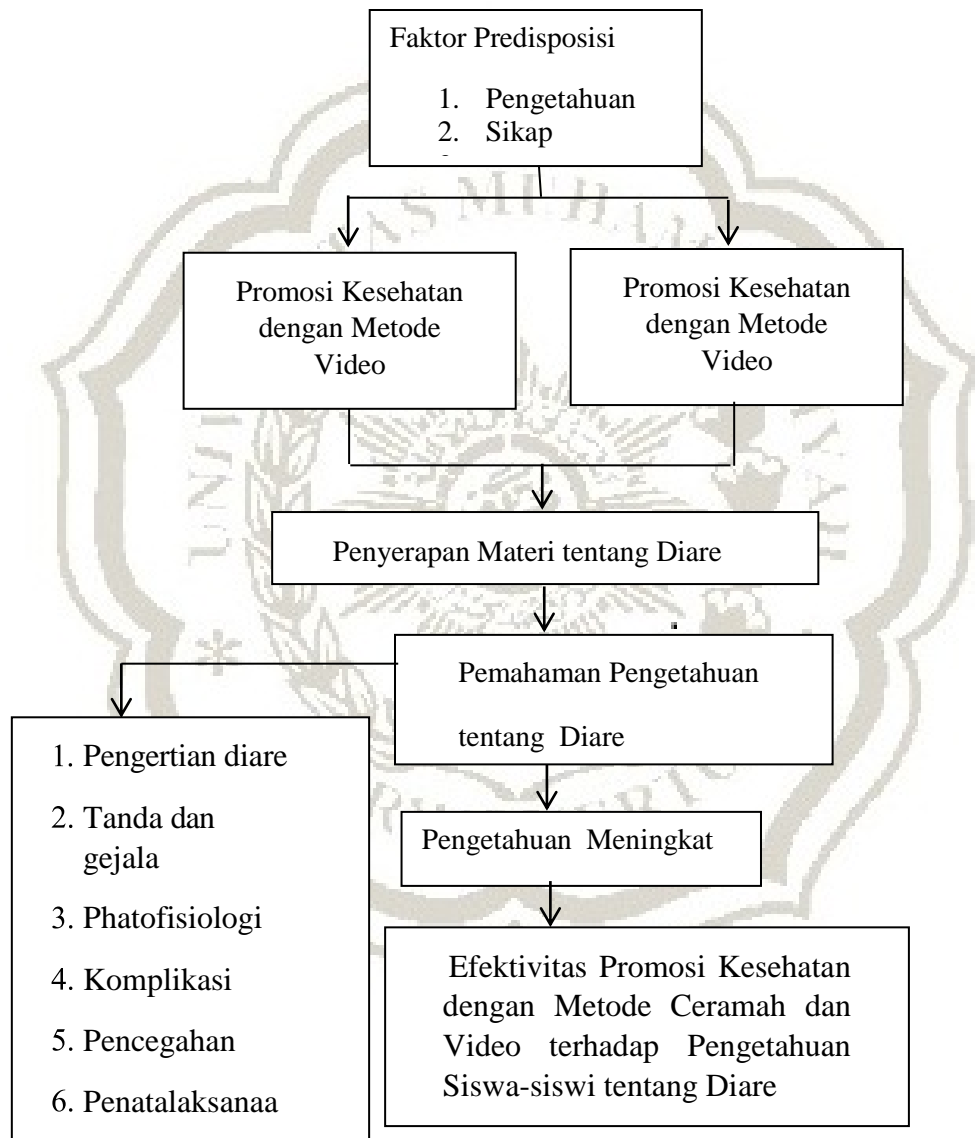 Faktor Predisposisi
1. Pengetahuan
2. Sikap
Promosi Kesehatan
dengan Metode
Video
Promosi Kesehatan
dengan Metode
Video
Penyerapan Materi tentang Diare
Pemahaman Pengetahuan
tentang Diare
1. Pengertian diare
2. Tanda dan
gejala
3. Phatofisiologi
4. Komplikasi
5. Pencegahan
6. Penatalaksanaa
Pengetahuan Meningkat
Efektivitas Promosi Kesehatan
dengan Metode Ceramah dan
Video terhadap Pengetahuan
Siswa-siswi tentang Diare